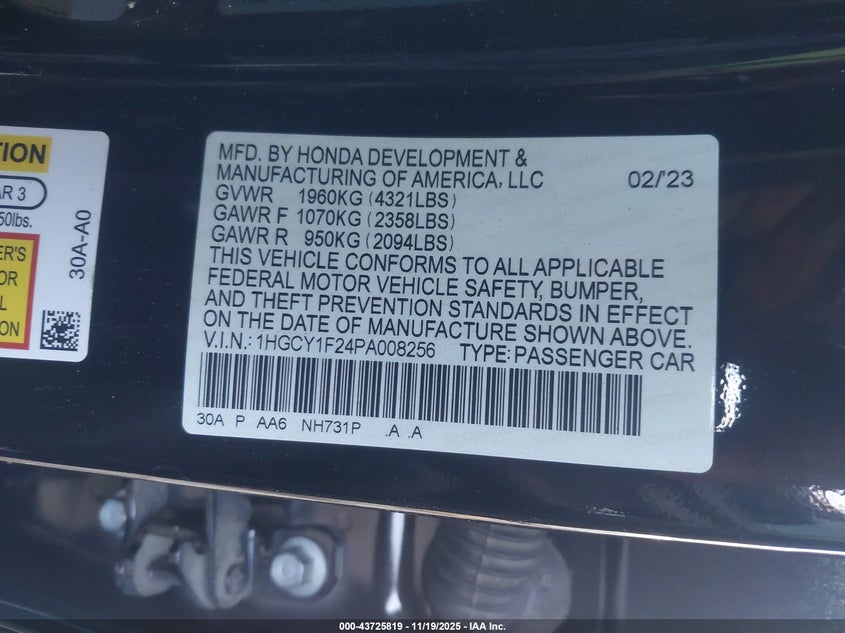 TION
AR 3
50lbs.
30A-A0
ER'S
OR
L
ION
MFD. BY HONDA DEVELOPMENT &
MANUFACTURING OF AMERICA, LLC 02/'23
GVWR 1960KG (4321LBS)
GAWR F 1070KG (2358LBS)
GAWR R 950KG (2094LBS)
THIS VEHICLE CONFORMS TO ALL APPLICABLE
FEDERAL MOTOR VEHICLE SAFETY, BUMPER,
AND THEFT PREVENTION STANDARDS IN EFFECT
ON THE DATE OF MANUFACTURE SHOWN ABOVE.
V.I.N.: 1HGCY1F24PA008256 TYPE: PASSENGER CAR
30A P AA6 NH731P .A .A
000-43725819 - 11/19/2025 - IAA Inc.